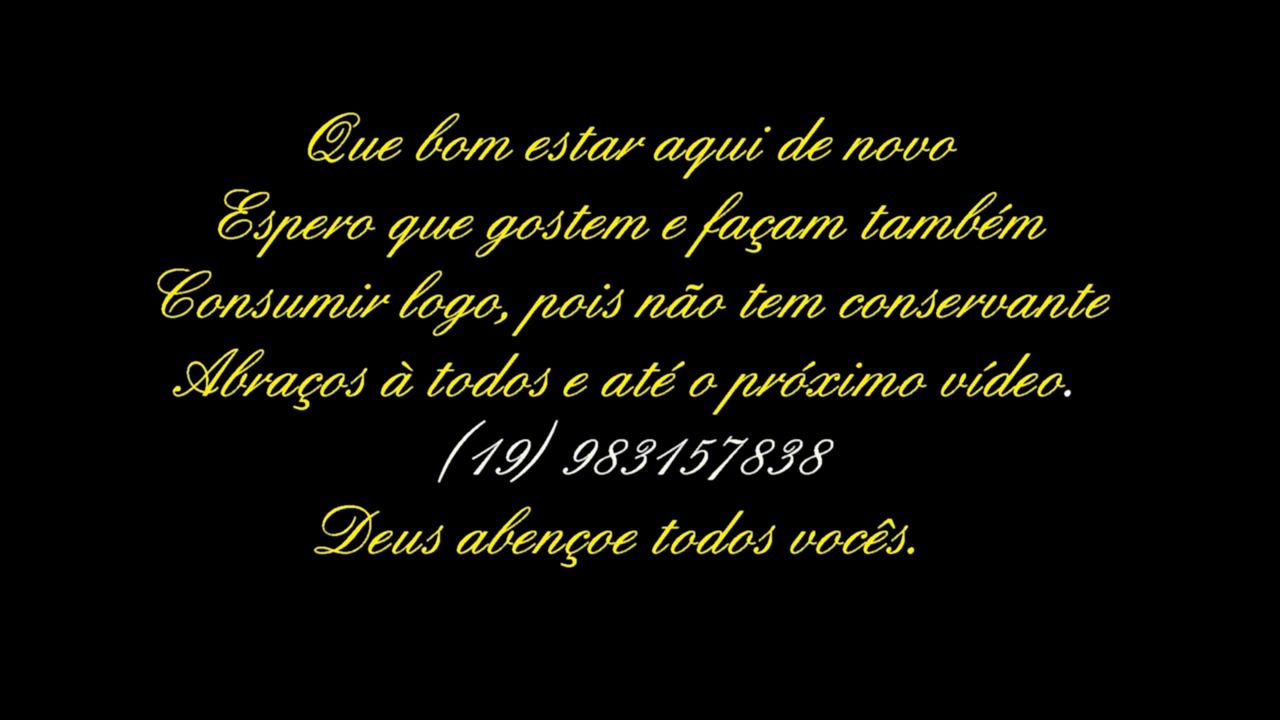 Que bom estar aqui de novo
Espero que gostem e façam também
Consumir logo, pois não tem conservante
Abraços à todos e até o próximo vídeo.
(19) 983157838
Deus abençoe todos vocês.